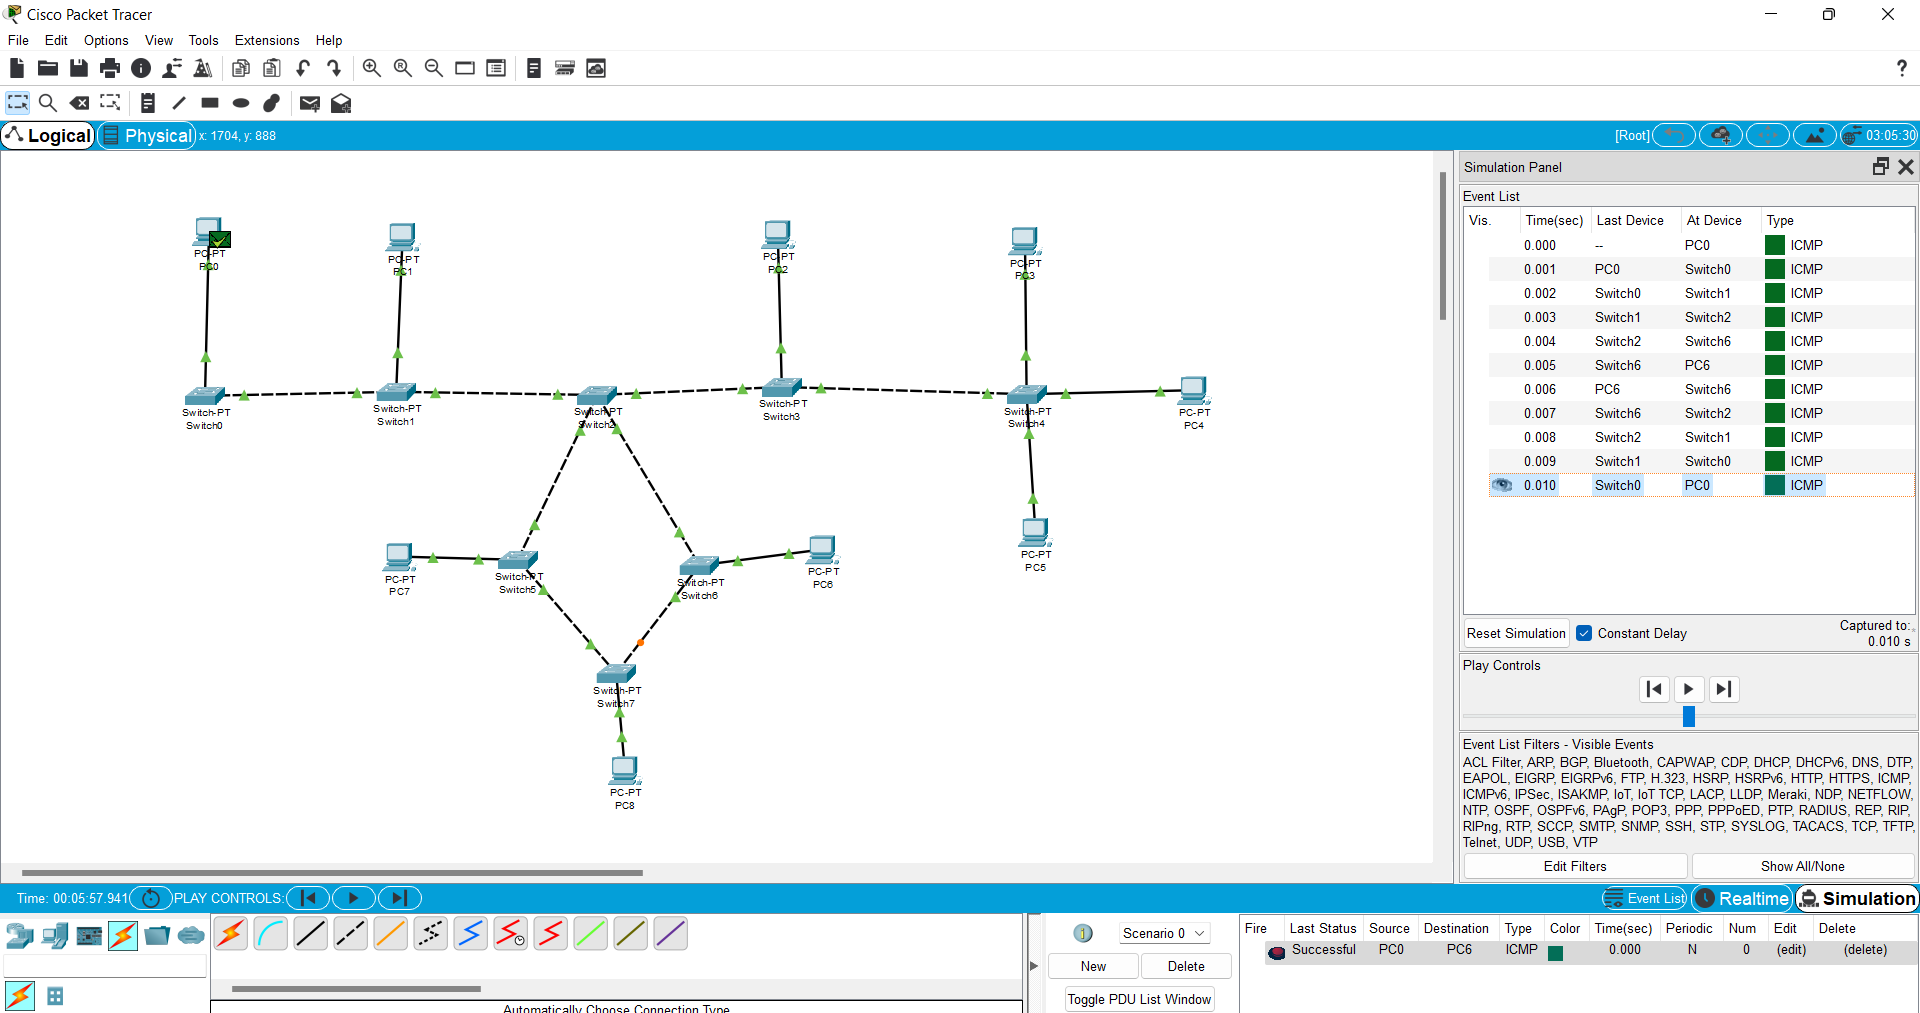 Cisco Packet Tracer
File Edit Options View Tools Extensions Help
?
Logical Physical x: 1704, y: 888 [Root] 03:05:30
Simulation Panel
Event List
Vis. Time(sec) Last Device At Device Type
0.000 -- PC0 ICMP
0.001 PC0 Switch0 ICMP
0.002 Switch0 Switch1 ICMP
0.003 Switch1 Switch2 ICMP
0.004 Switch2 Switch6 ICMP
0.005 Switch6 PC6 ICMP
0.006 PC6 Switch6 ICMP
0.007 Switch6 Switch2 ICMP
0.008 Switch2 Switch1 ICMP
0.009 Switch1 Switch0 ICMP
0.010 Switch0 PC0 ICMP
PC-PT
PC0
PC-PT
PC1
PC-PT
PC2
PC-PT
PC3
Switch-PT
Switch0
Switch-PT
Switch1
Switch-PT
Switch2
Switch-PT
Switch3
Switch-PT
Switch4
PC-PT
PC4
PC-PT
PC7
Switch-PT
Switch5
Switch-PT
Switch6
PC-PT
PC6
PC-PT
PC5
Switch-PT
Switch7
PC-PT
PC8
Reset Simulation Constant Delay Captured to:
0.010 s
Play Controls
Event List Filters - Visible Events
ACL Filter, ARP, BGP, Bluetooth, CAPWAP, CDP, DHCP, DHCPv6, DNS, DTP,
EAPOL, EIGRP, EIGRPv6, FTP, H.323, HSRP, HSRPv6, HTTP, HTTPS, ICMP,
ICMPv6, IPSec, ISAKMP, IoT, IoT TCP, LACP, LLDP, Meraki, NDP, NETFLOW,
NTP, OSPF, OSPFv6, PAgP, POP3, PPP, PPPoED, PTP, RADIUS, REP, RIP,
RIPng, RTP, SCCP, SMTP, SNMP, SSH, STP, SYSLOG, TACACS, TCP, TFTP,
Telnet, UDP, USB, VTP
Edit Filters Show All/None
Time: 00:05:57.941 PLAY CONTROLS: Event List Realtime Simulation
Scenario 0
New Delete
Toggle PDU List Window
Fire Last Status Source Destination Type Color Time(sec) Periodic Num Edit Delete
Successful PC0 PC6 ICMP 0.000 N 0 (edit) (delete)
Automatically Choose Connection Type